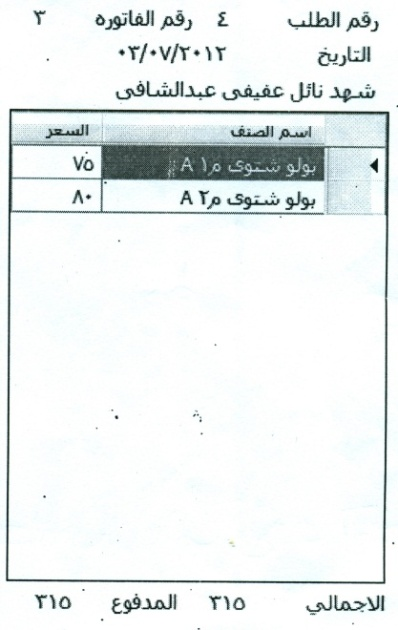 رقم الطلب ٤ رقم الفاتوره ٣
التاريخ ٠٣/٠٧/٢٠١٢
شهد نائل عفيفى عبدالشافى
اسم الصنف السعر
بولو شتوى م١ A ٧٥
بولو شتوى م٢ A ٨٠
الاجمالي ٣١٥ المدفوع ٣١٥